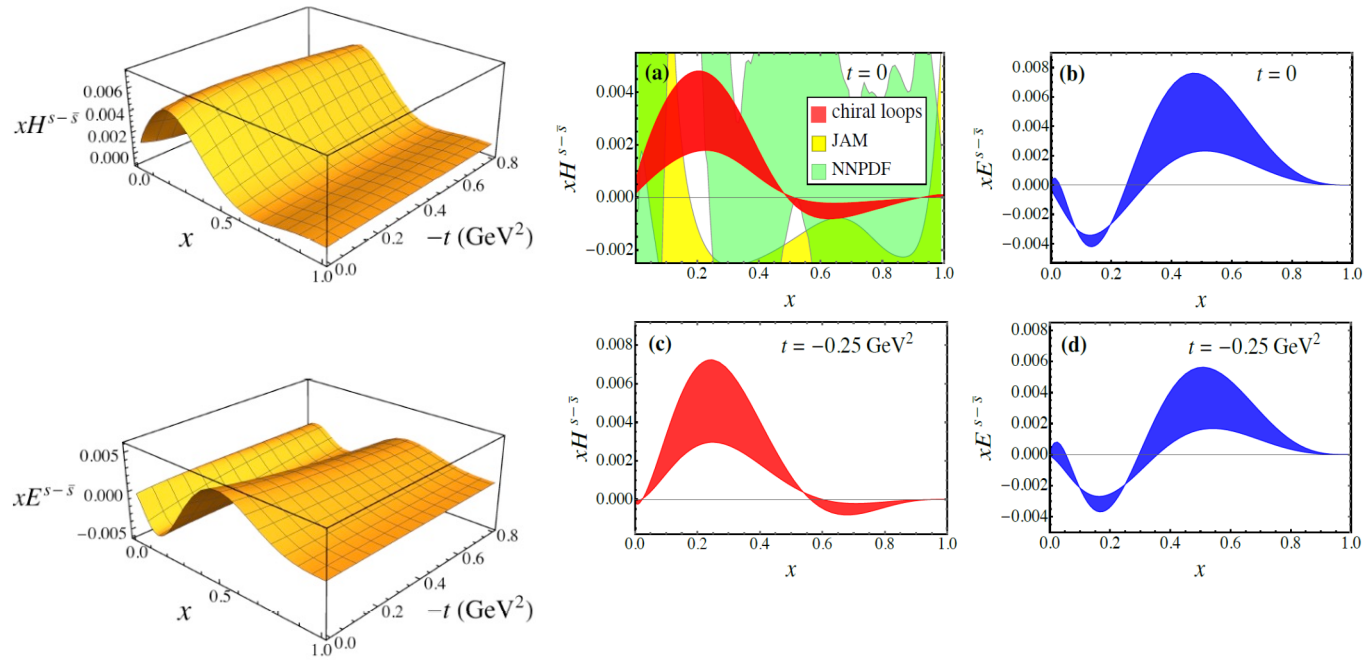 0.006
0.004
0.002
0.000
xH^{s−s̄}
0.0
0.5
1.0
x
0.0
0.2
0.4
0.6
0.8
−t (GeV²)
(a)
t = 0
chiral loops
JAM
NNPDF
0.004
0.002
0.000
−0.002
xH^{s−s̄}
0.0 0.2 0.4 0.6 0.8 1.0
x
(b)
t = 0
0.008
0.006
0.004
0.002
0.000
−0.002
−0.004
xE^{s−s̄}
0.0 0.2 0.4 0.6 0.8 1.0
x
0.005
0.000
−0.005
xE^{s−s̄}
0.0
0.5
1.0
x
0.0
0.2
0.4
0.6
0.8
−t (GeV²)
(c)
t = −0.25 GeV²
0.008
0.006
0.004
0.002
0.000
xH^{s−s̄}
0.0 0.2 0.4 0.6 0.8 1.0
x
(d)
t = −0.25 GeV²
0.008
0.006
0.004
0.002
0.000
−0.002
−0.004
xE^{s−s̄}
0.0 0.2 0.4 0.6 0.8 1.0
x